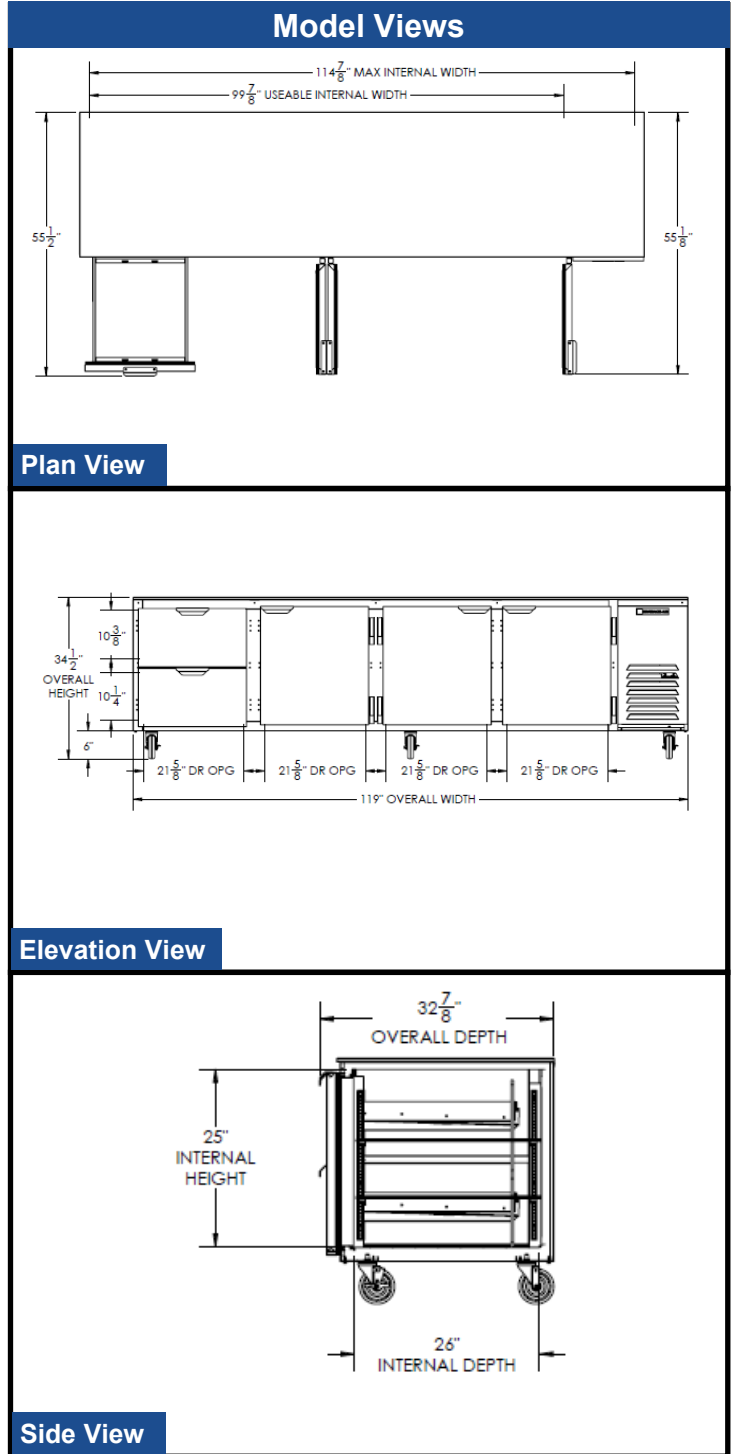 Model Views
114 7/8" MAX INTERNAL WIDTH
99 7/8" USEABLE INTERNAL WIDTH
55 1/2"
55 1/8"
Plan View
10 3/8"
34 1/2"
OVERALL
HEIGHT
10 1/4"
6"
21 5/8" DR OPG
21 5/8" DR OPG
21 5/8" DR OPG
21 5/8" DR OPG
119" OVERALL WIDTH
Elevation View
32 7/8"
OVERALL DEPTH
25"
INTERNAL
HEIGHT
26"
INTERNAL DEPTH
Side View